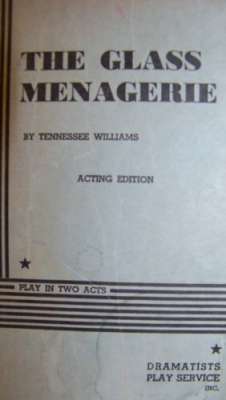 THE GLASS
MENAGERIE
BY TENNESSEE WILLIAMS
ACTING EDITION
PLAY IN TWO ACTS
DRAMATISTS
PLAY SERVICE
INC.